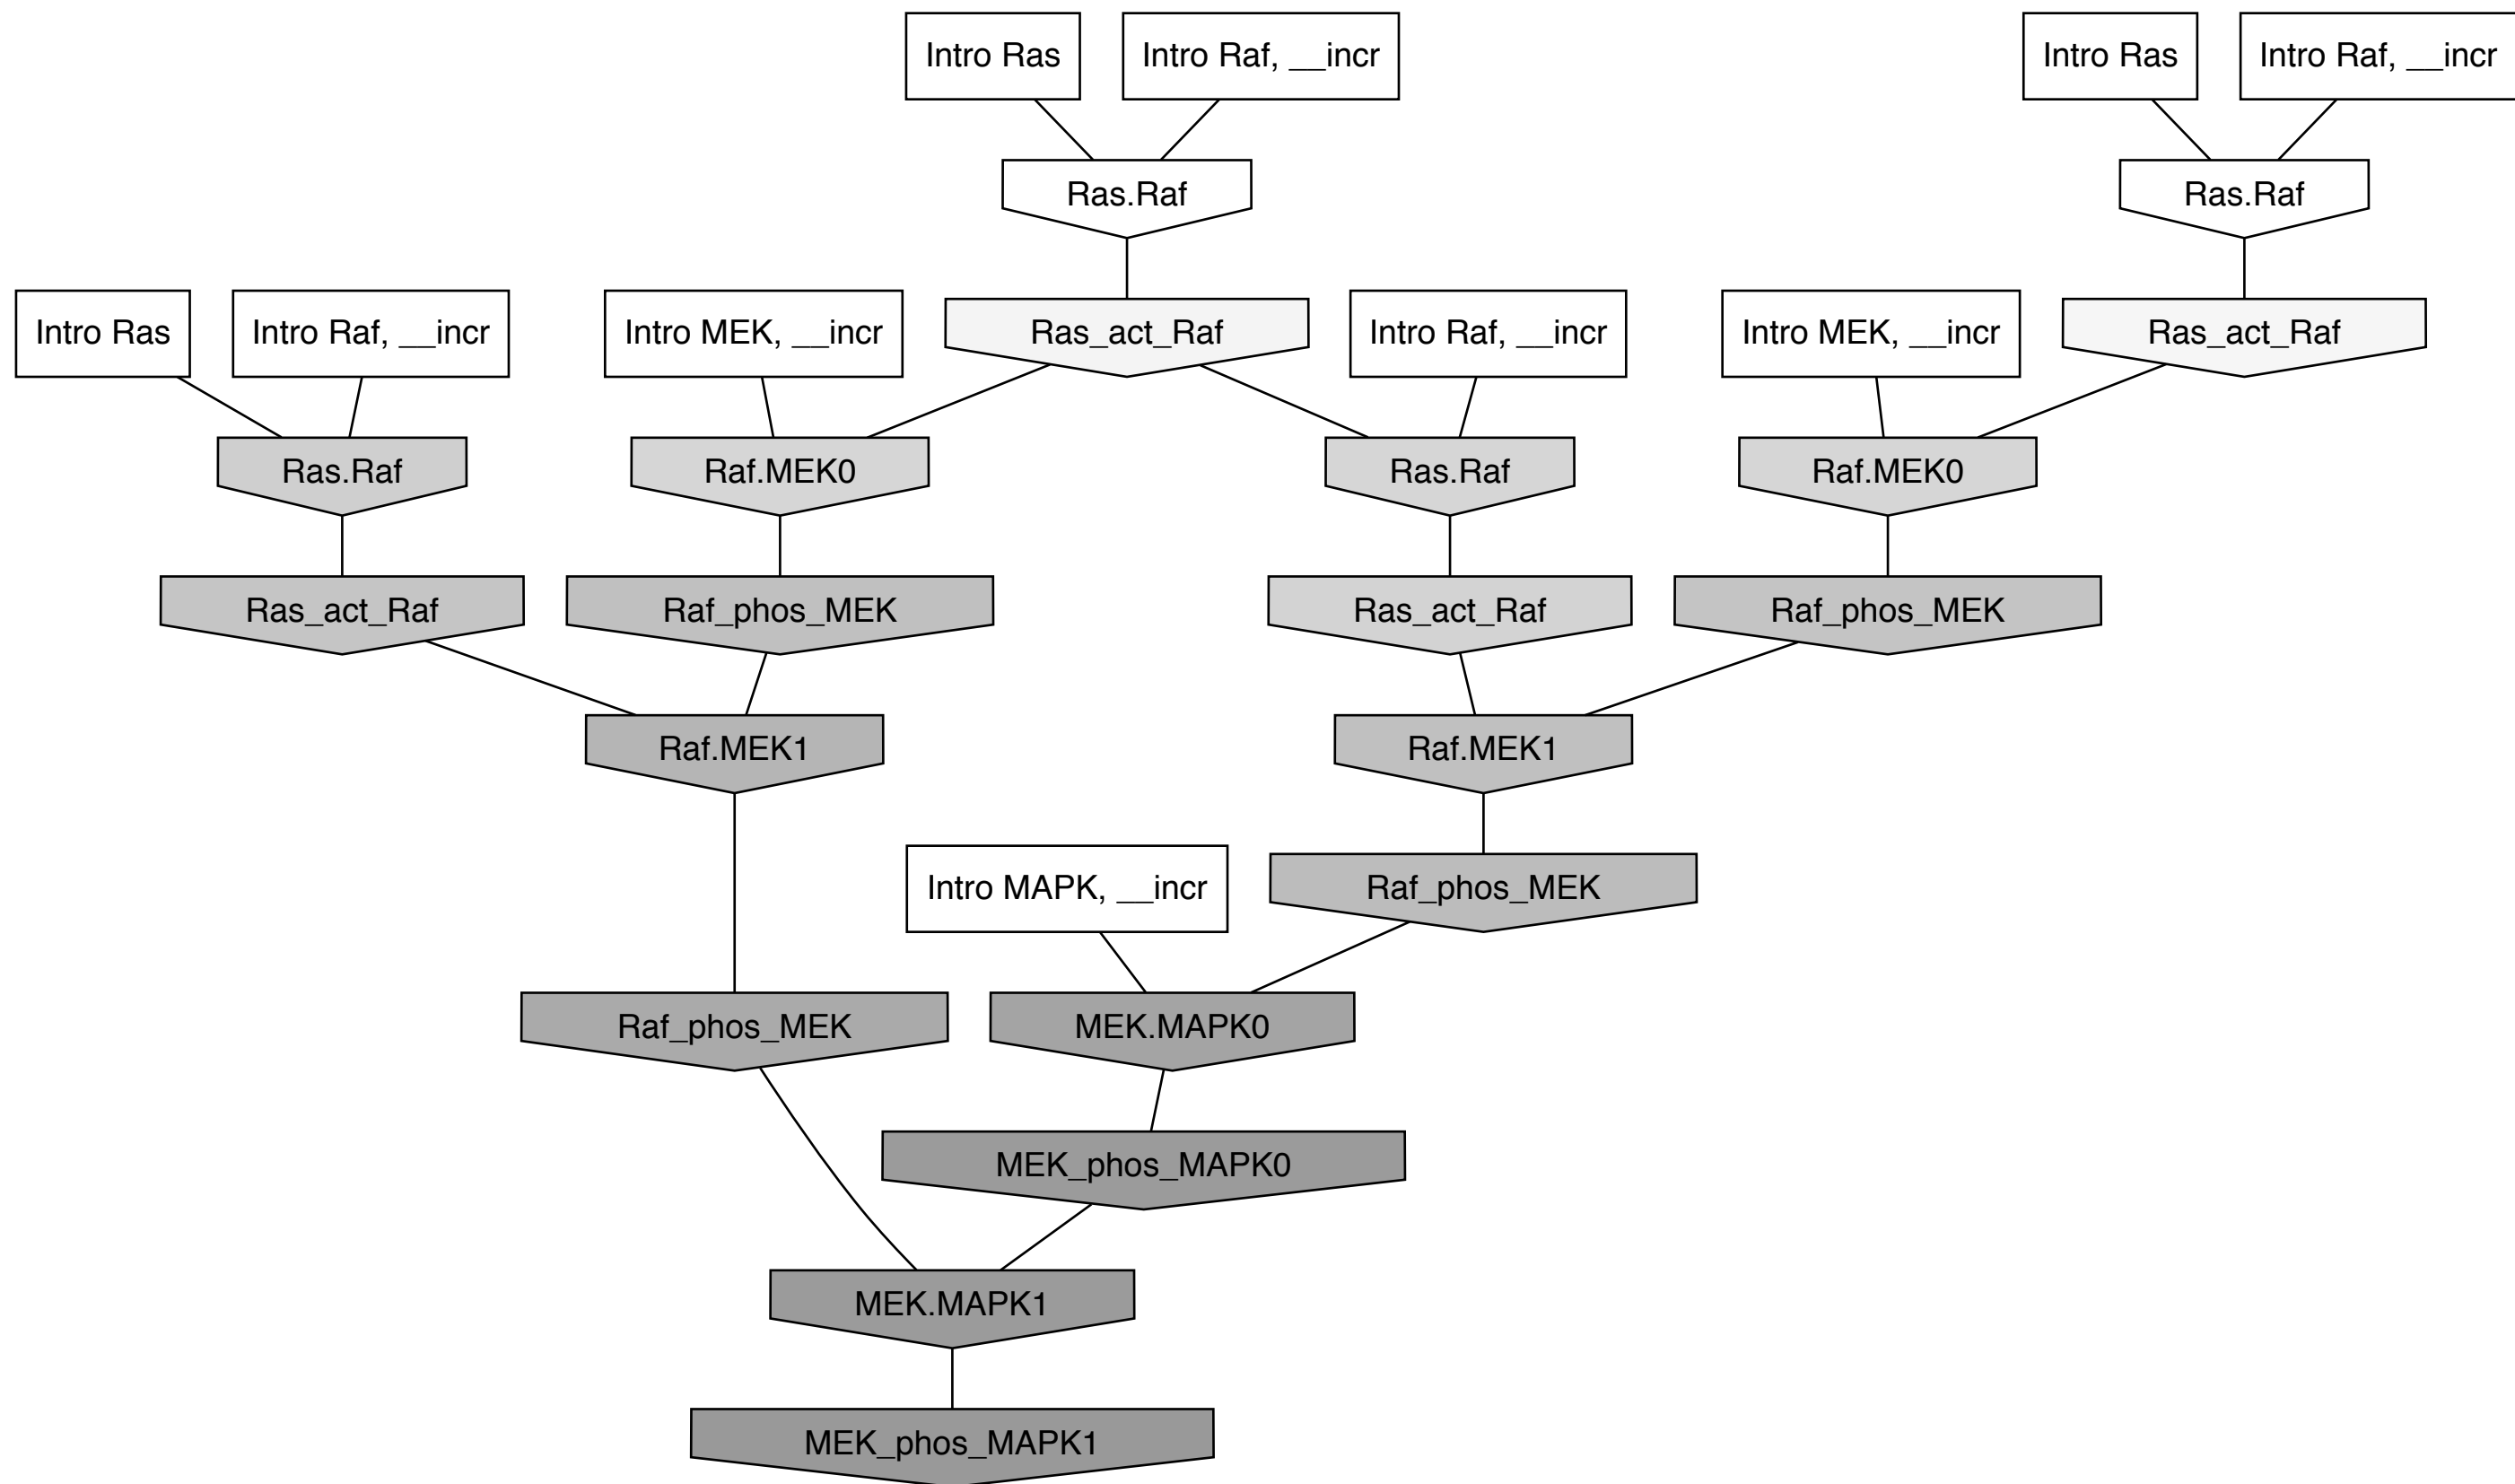 Intro Ras
Intro Raf, __incr
Intro Ras
Intro Raf, __incr
Ras.Raf
Ras.Raf
Intro Ras
Intro Raf, __incr
Intro MEK, __incr
Ras_act_Raf
Intro Raf, __incr
Intro MEK, __incr
Ras_act_Raf
Ras.Raf
Raf.MEK0
Ras.Raf
Raf.MEK0
Ras_act_Raf
Raf_phos_MEK
Ras_act_Raf
Raf_phos_MEK
Raf.MEK1
Raf.MEK1
Intro MAPK, __incr
Raf_phos_MEK
Raf_phos_MEK
MEK.MAPK0
MEK_phos_MAPK0
MEK.MAPK1
MEK_phos_MAPK1